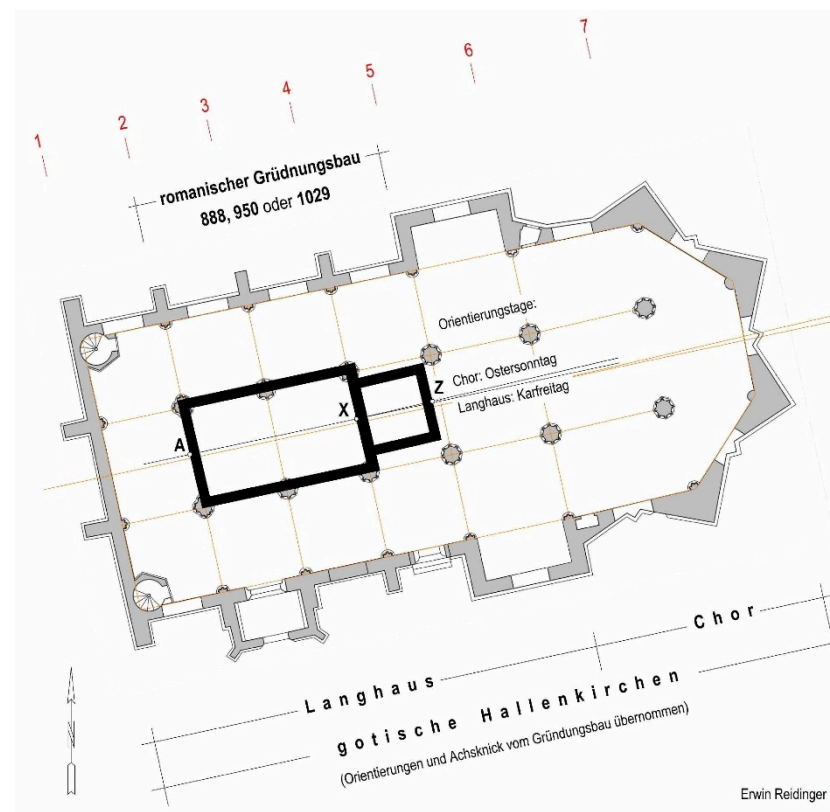 1
2
3
4
5
6
7
romanischer Grüdnungsbau
888, 950 oder 1029
Orientierungstage:
Chor: Ostersonntag
Langhaus: Karfreitag
A
X
Z
Langhaus
Chor
gotische Hallenkirchen
(Orientierungen und Achsknick vom Gründungsbau übernommen)
N
Erwin Reidinger